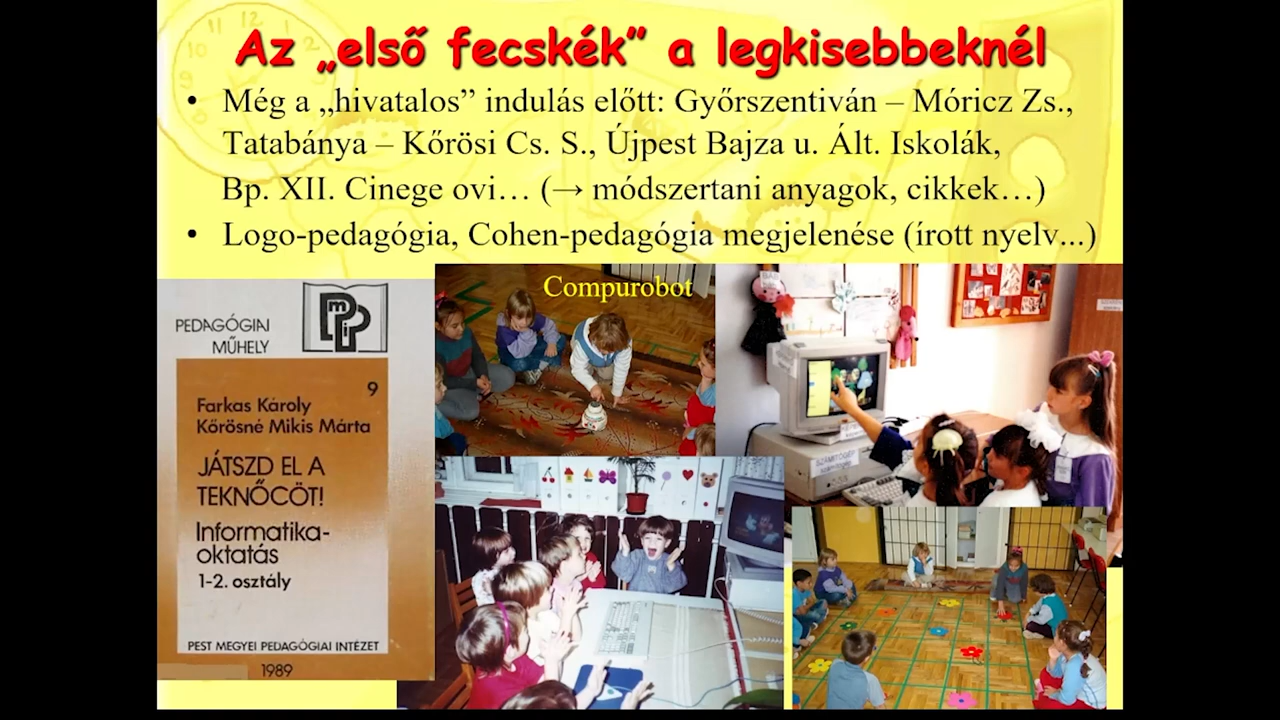 Az „első fecskék” a legkisebbeknél
• Még a „hivatalos” indulás előtt: Győrszentiván – Móricz Zs.,
Tatabánya – Kőrösi Cs. S., Újpest Bajza u. Ált. Iskolák,
Bp. XII. Cinege ovi… (→ módszertani anyagok, cikkek…)
• Logo-pedagógia, Cohen-pedagógia megjelenése (írott nyelv...)
PEDAGÓGIAI
MŰHELY
PmPI
9
Farkas Károly
Kőrösné Mikis Márta
JÁTSZD EL A
TEKNŐCÖT!
Informatika-
oktatás
1-2. osztály
PEST MEGYEI PEDAGÓGIAI INTÉZET
1989
Compurobot
SZÁMÍTÓGÉP